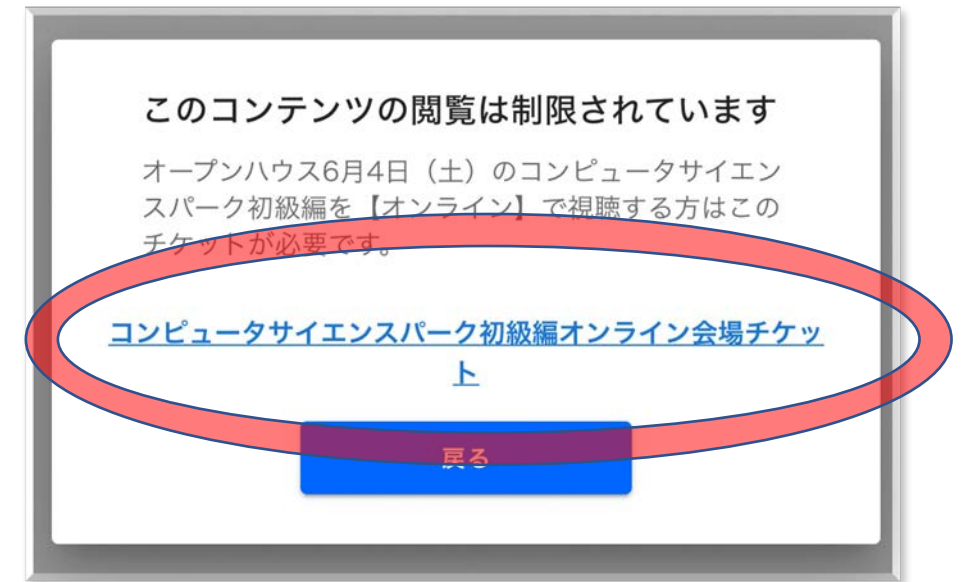 このコンテンツの閲覧は制限されています
オープンハウス6月4日（土）のコンピュータサイエン
スパーク初級編を【オンライン】で視聴する方はこの
チケットが必要です。
コンピュータサイエンスパーク初級編オンライン会場チケッ
ト
戻る